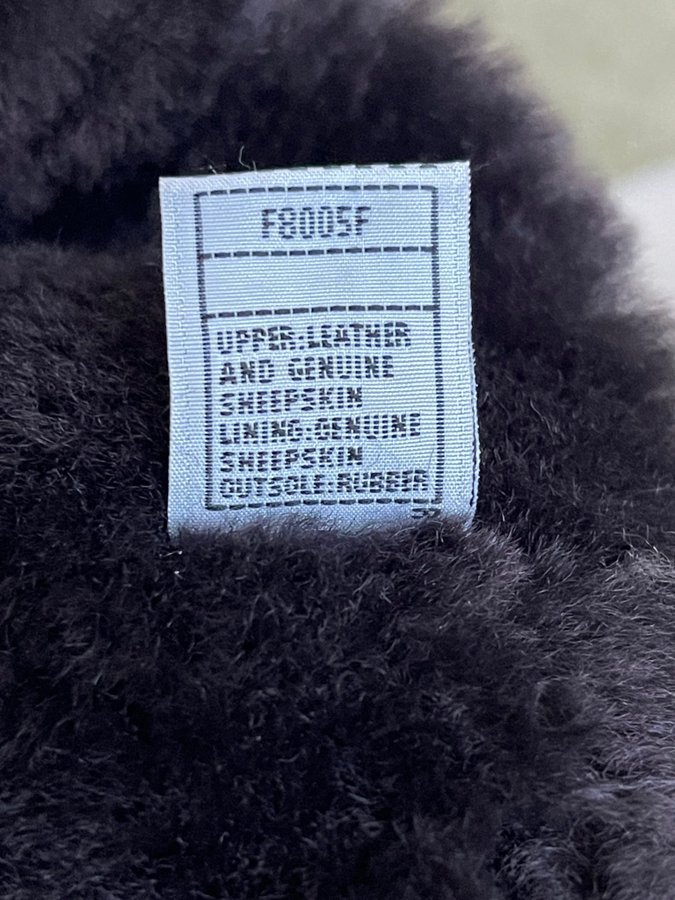 F8005F
UPPER:LEATHER
AND GENUINE
SHEEPSKIN
LINING:GENUINE
SHEEPSKIN
OUTSOLE:RUBBER